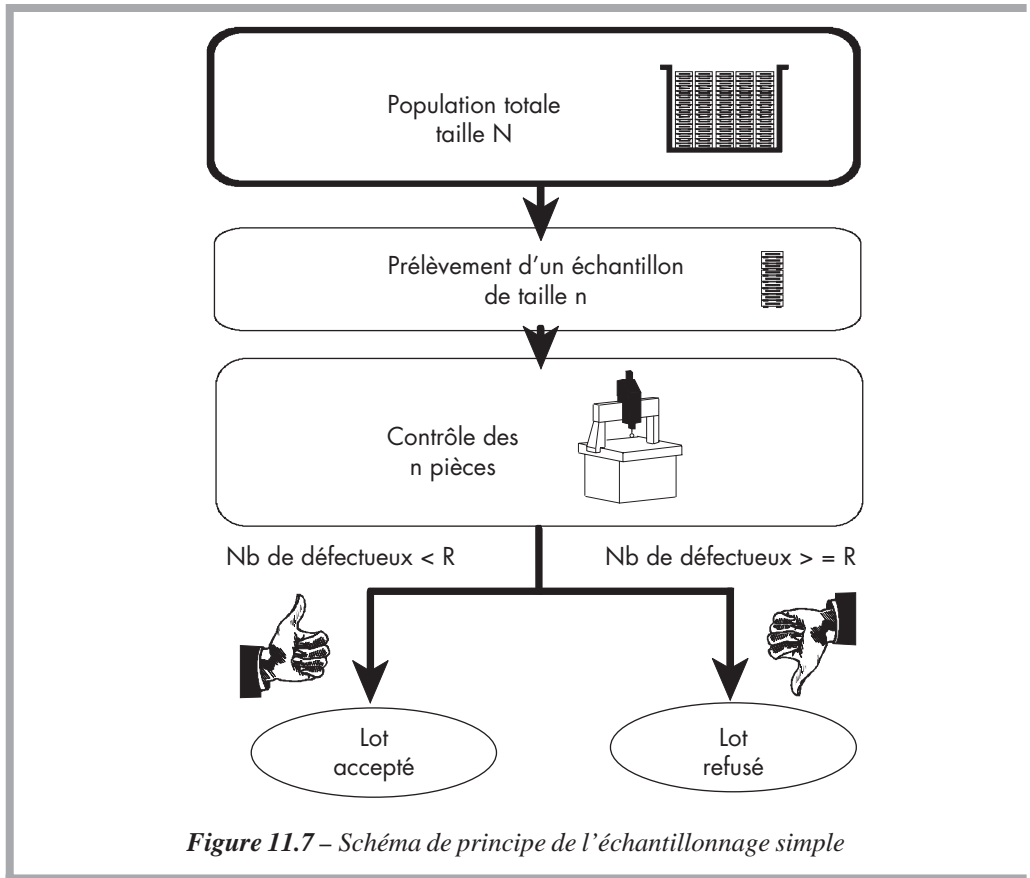 Population totale
taille N
Prélèvement d'un échantillon
de taille n
Contrôle des
n pièces
Nb de défectueux < R
Nb de défectueux > = R
Lot
accepté
Lot
refusé
Figure 11.7 – Schéma de principe de l'échantillonnage simple